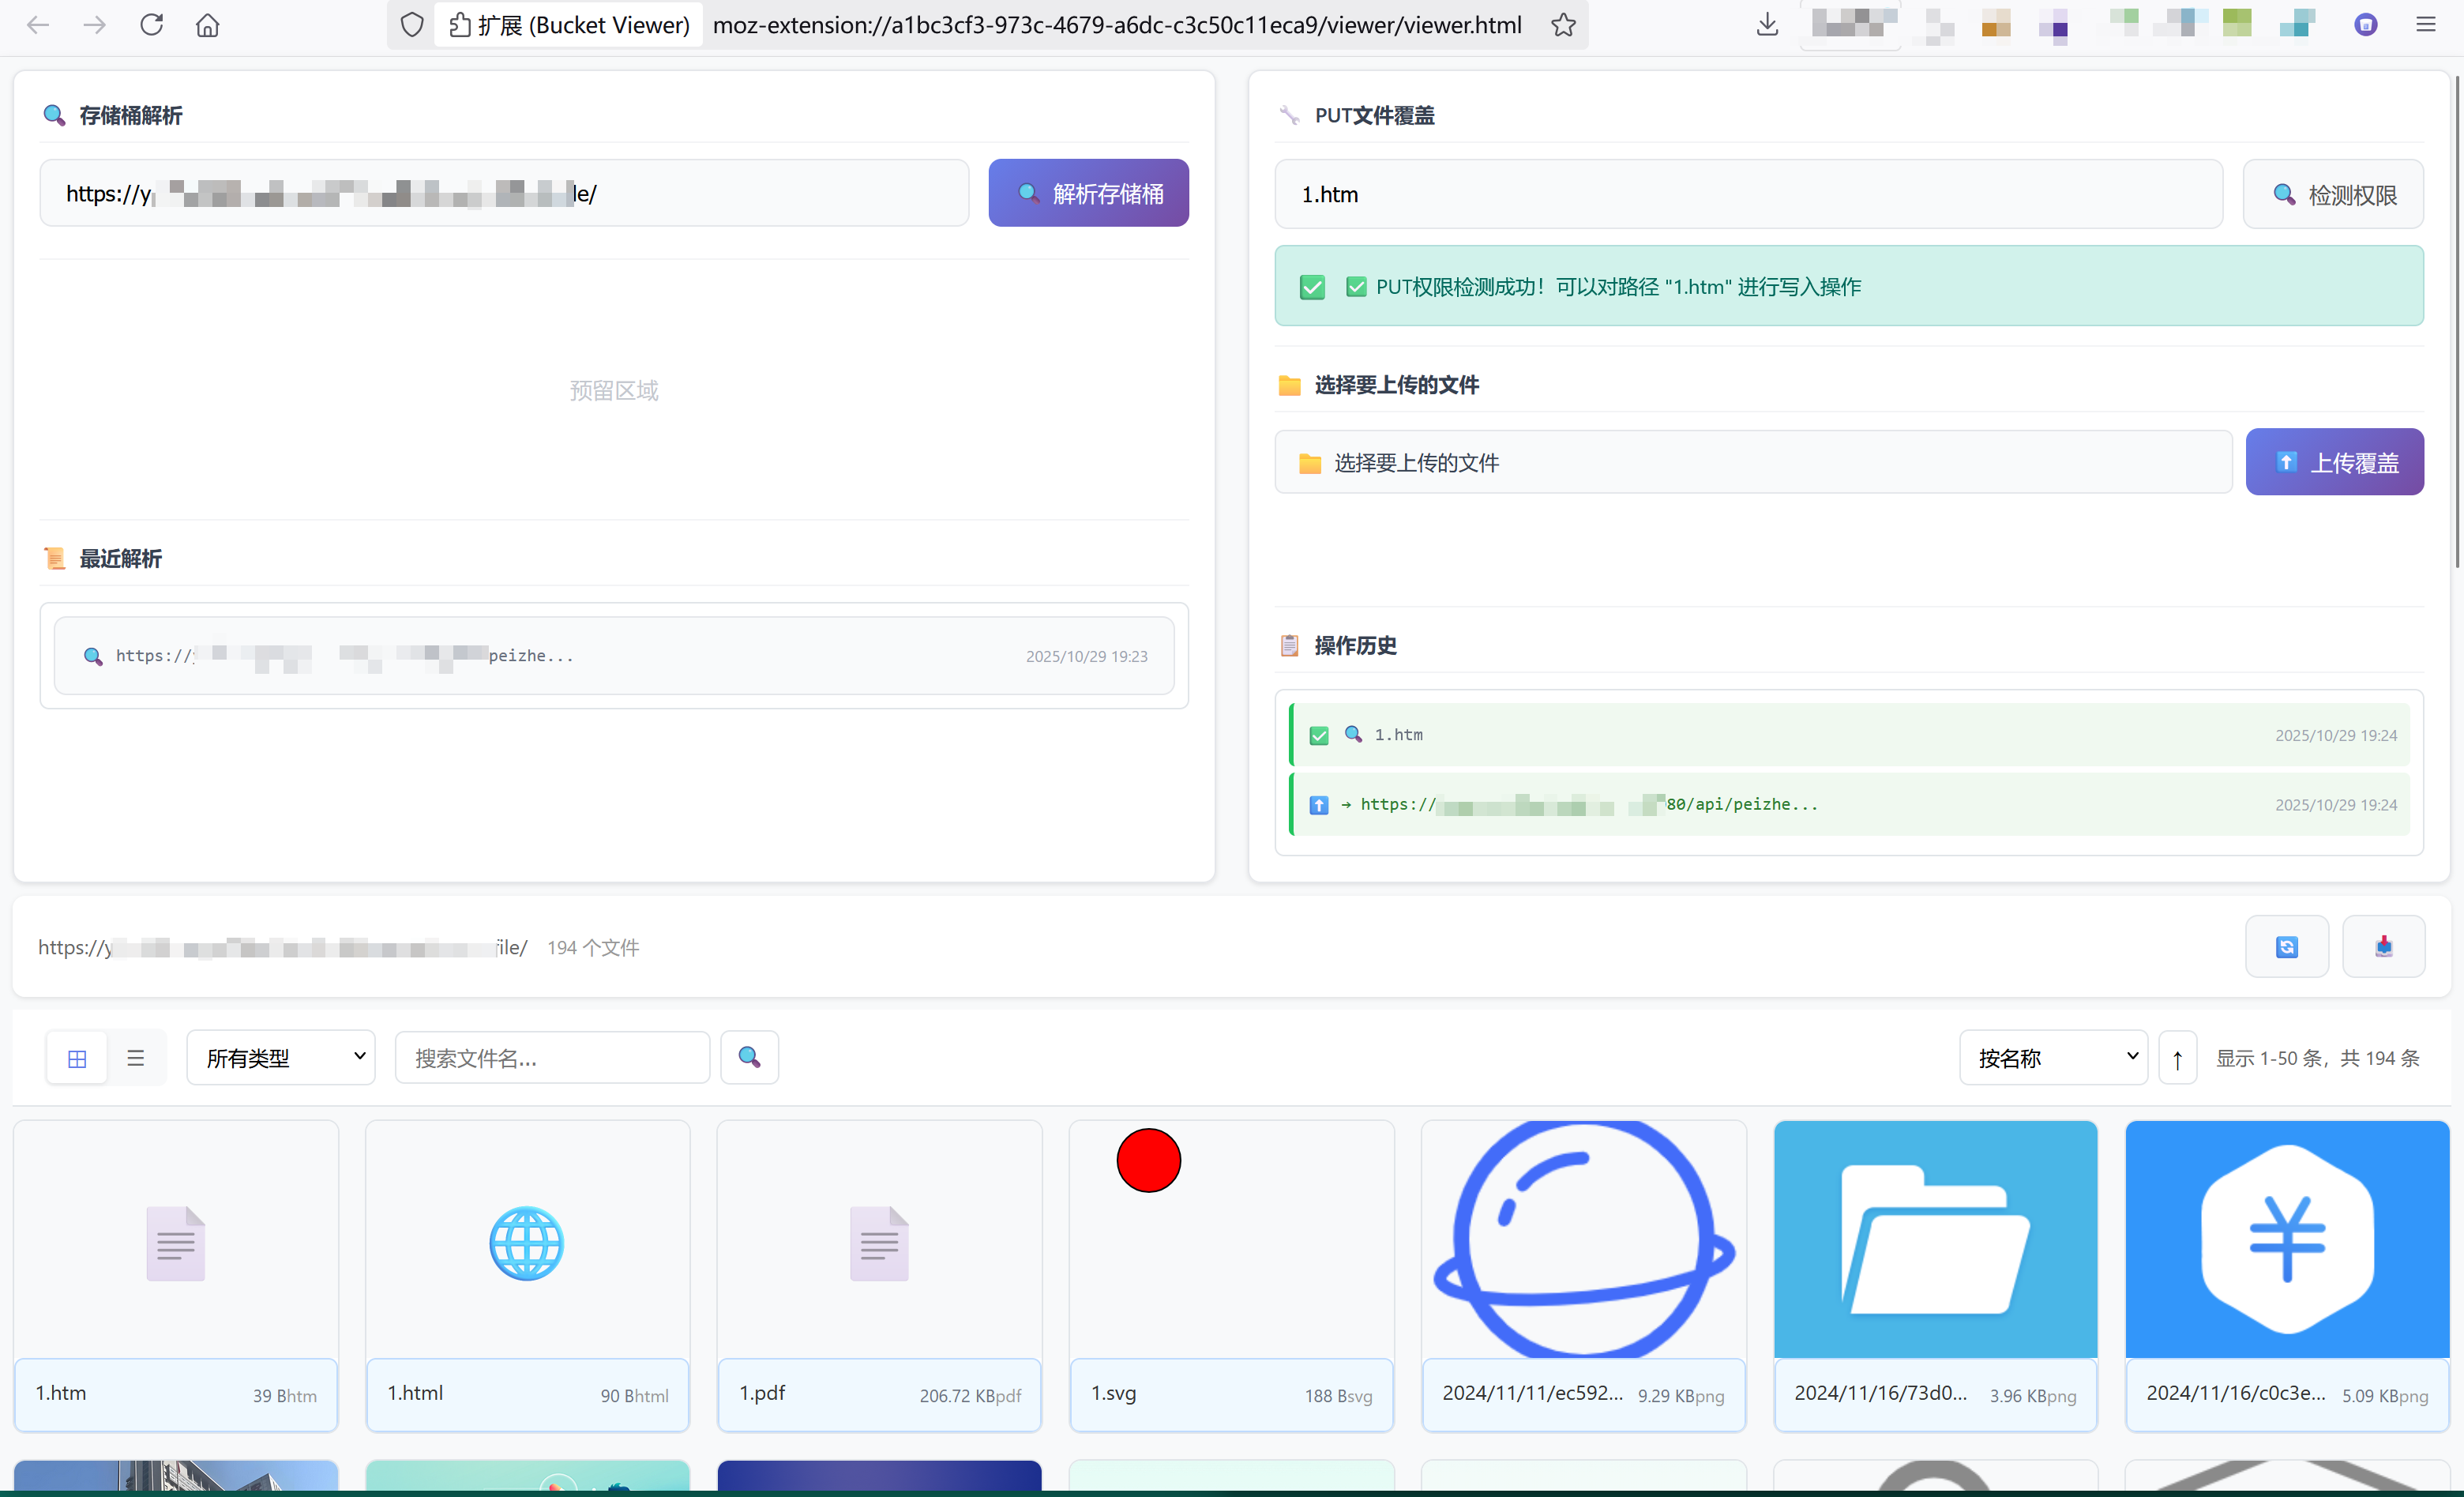 扩展 (Bucket Viewer) moz-extension://a1bc3cf3-973c-4679-a6dc-c3c50c11eca9/viewer/viewer.html
存储桶解析
https://y le/
解析存储桶
预留区域
最近解析
https:// peizhe... 2025/10/29 19:23
PUT文件覆盖
1.htm
检测权限
PUT权限检测成功！可以对路径 "1.htm" 进行写入操作
选择要上传的文件
选择要上传的文件
上传覆盖
操作历史
1.htm 2025/10/29 19:24
→ https:// 80/api/peizhe... 2025/10/29 19:24
https://y ile/ 194 个文件
所有类型 搜索文件名... 按名称 ↑ 显示 1-50 条，共 194 条
1.htm 39 Bhtm
1.html 90 Bhtml
1.pdf 206.72 KBpdf
1.svg 188 Bsvg
2024/11/11/ec592... 9.29 KBpng
2024/11/16/73d0... 3.96 KBpng
2024/11/16/c0c3e... 5.09 KBpng